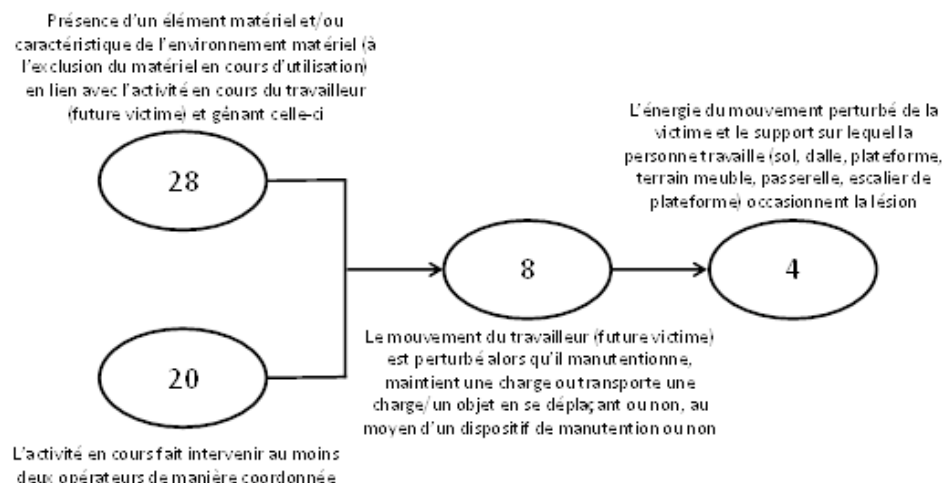 Présence d'un élément matériel et/ou
caractéristique de l'environnement matériel (à
l'exclusion du matériel en cours d'utilisation)
en lien avec l'activité en cours du travailleur
(future victime) et gênant celle-ci
28
L'énergie du mouvement perturbé de la
victime et le support sur lequel la
personne travaille (sol, dalle, plateforme,
terrain meuble, passerelle, escalier de
plateforme) occasionnent la lésion
8
4
Le mouvement du travailleur (future victime)
est perturbé alors qu'il manutentionne,
maintient une charge ou transporte une
charge/un objet en se déplaçant ou non, au
moyen d'un dispositif de manutention ou non
20
L'activité en cours fait intervenir au moins
deux opérateurs de manière coordonnée